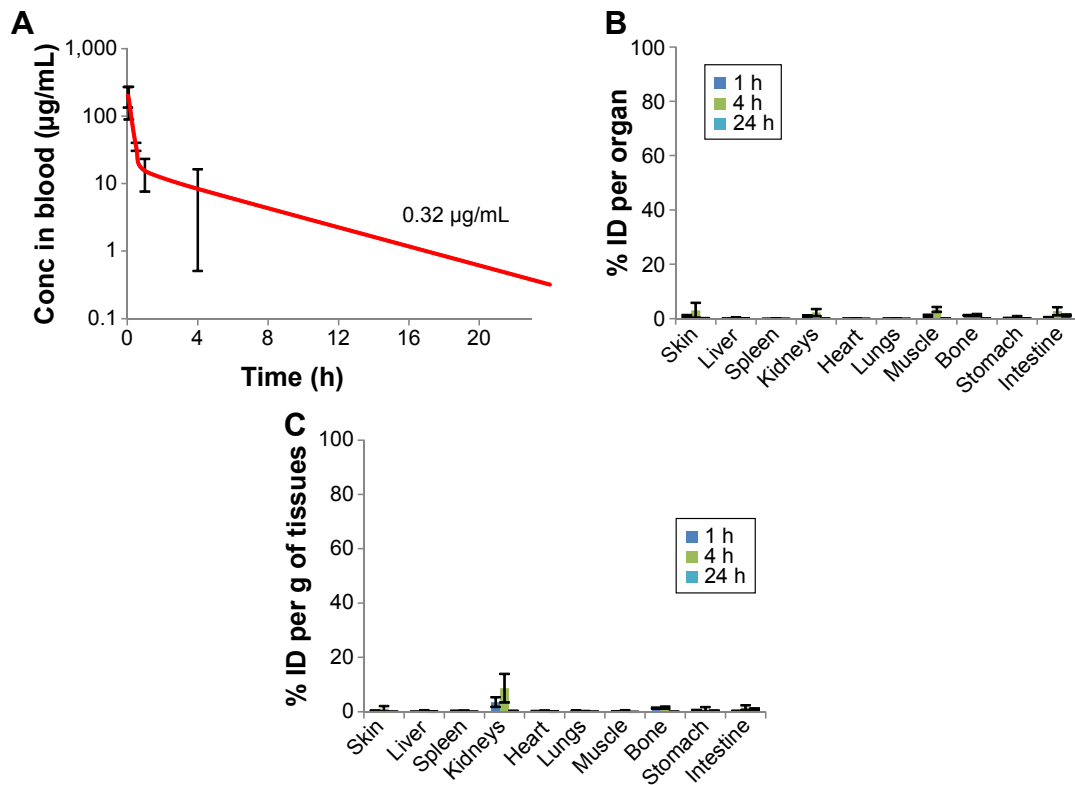 A
Conc in blood (µg/mL)
1,000
100
10
1
0.1
0.32 µg/mL
0 4 8 12 16 20
Time (h)
B
% ID per organ
100
80
60
40
20
0
1 h
4 h
24 h
Skin Liver Spleen Kidneys Heart Lungs Muscle Bone Stomach Intestine
C
% ID per g of tissues
100
80
60
40
20
0
1 h
4 h
24 h
Skin Liver Spleen Kidneys Heart Lungs Muscle Bone Stomach Intestine